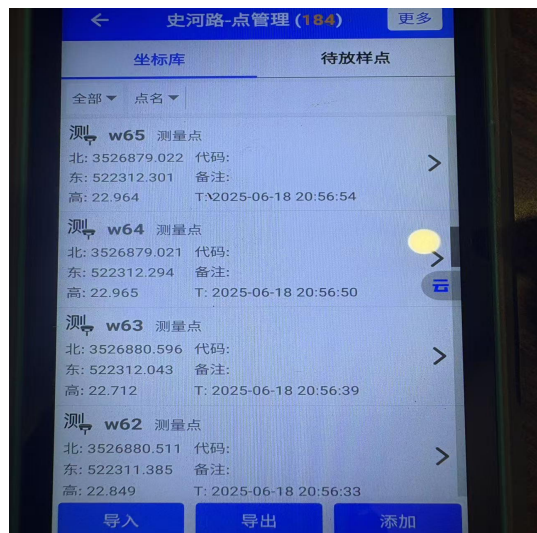 史河路-点管理 (184) 更多
坐标库 待放样点
全部 点名
测 w65 测量点
北: 3526879.022 代码:
东: 522312.301 备注:
高: 22.964 T: 2025-06-18 20:56:54
测 w64 测量点
北: 3526879.021 代码:
东: 522312.294 备注:
高: 22.965 T: 2025-06-18 20:56:50
云
测 w63 测量点
北: 3526880.596 代码:
东: 522312.043 备注:
高: 22.712 T: 2025-06-18 20:56:39
测 w62 测量点
北: 3526880.511 代码:
东: 522311.385 备注:
高: 22.849 T: 2025-06-18 20:56:33
导入 导出 添加